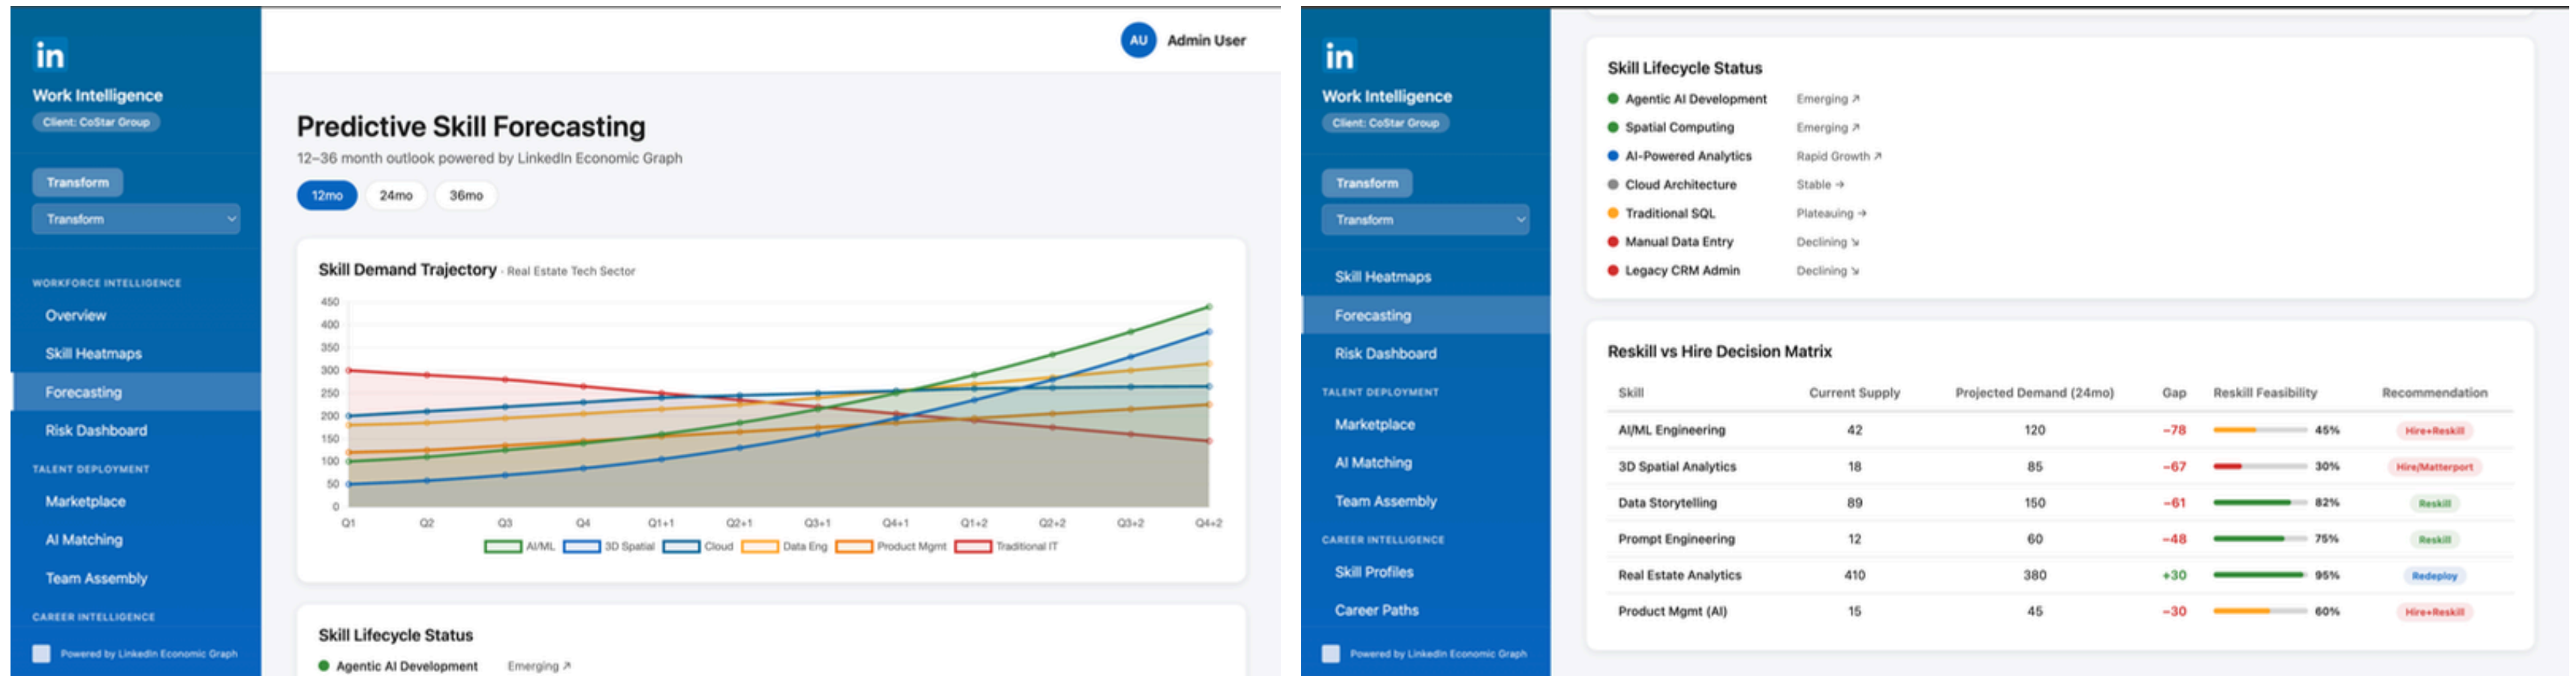 in
Work Intelligence
Client: CoStar Group
Transform
Transform
WORKFORCE INTELLIGENCE
Overview
Skill Heatmaps
Forecasting
Risk Dashboard
TALENT DEPLOYMENT
Marketplace
AI Matching
Team Assembly
CAREER INTELLIGENCE
Powered by LinkedIn Economic Graph
AU Admin User
Predictive Skill Forecasting
12–36 month outlook powered by LinkedIn Economic Graph
12mo 24mo 36mo
Skill Demand Trajectory · Real Estate Tech Sector
450
400
350
300
250
200
150
100
50
0
Q1 Q2 Q3 Q4 Q1+1 Q2+1 Q3+1 Q4+1 Q1+2 Q2+2 Q3+2 Q4+2
AI/ML 3D Spatial Cloud Data Eng Product Mgmt Traditional IT
Skill Lifecycle Status
Agentic AI Development Emerging ↗
in
Work Intelligence
Client: CoStar Group
Transform
Transform
Skill Heatmaps
Forecasting
Risk Dashboard
TALENT DEPLOYMENT
Marketplace
AI Matching
Team Assembly
CAREER INTELLIGENCE
Skill Profiles
Career Paths
Powered by LinkedIn Economic Graph
Skill Lifecycle Status
Agentic AI Development Emerging ↗
Spatial Computing Emerging ↗
AI-Powered Analytics Rapid Growth ↗
Cloud Architecture Stable →
Traditional SQL Plateauing →
Manual Data Entry Declining ↘
Legacy CRM Admin Declining ↘
Reskill vs Hire Decision Matrix
Skill Current Supply Projected Demand (24mo) Gap Reskill Feasibility Recommendation
AI/ML Engineering 42 120 −78 45% Hire+Reskill
3D Spatial Analytics 18 85 −67 30% Hire/Matterport
Data Storytelling 89 150 −61 82% Reskill
Prompt Engineering 12 60 −48 75% Reskill
Real Estate Analytics 410 380 +30 95% Redeploy
Product Mgmt (AI) 15 45 −30 60% Hire+Reskill